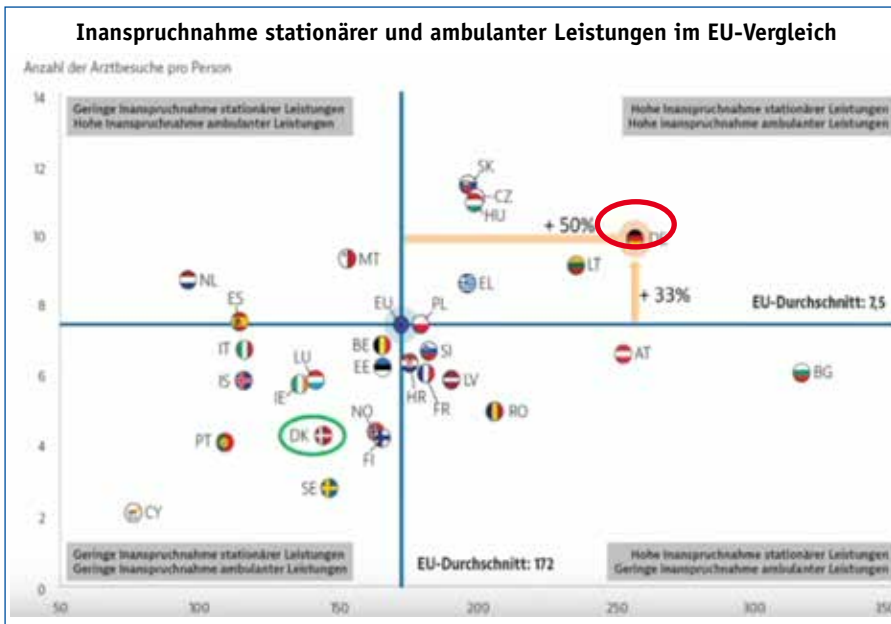 Inanspruchnahme stationärer und ambulanter Leistungen im EU-Vergleich
Anzahl der Arztbesuche pro Person
14
Geringe Inanspruchnahme stationärer Leistungen
Hohe Inanspruchnahme ambulanter Leistungen
Hohe Inanspruchnahme stationärer Leistungen
Hohe Inanspruchnahme ambulanter Leistungen
12
SK
CZ
HU
+ 50%
DE
10
MT
LT
NL
EL
+ 33%
8
ES
EU
PL
EU-Durchschnitt: 7,5
IT
LU
BE
SI
AT
6
IS
IE
EE
HR
FR
LV
BG
NO
RO
4
PT
DK
FI
SE
2
CY
Geringe Inanspruchnahme stationärer Leistungen
Geringe Inanspruchnahme ambulanter Leistungen
EU-Durchschnitt: 172
Hohe Inanspruchnahme stationärer Leistungen
Geringe Inanspruchnahme ambulanter Leistungen
0
50
100
150
200
250
300
350